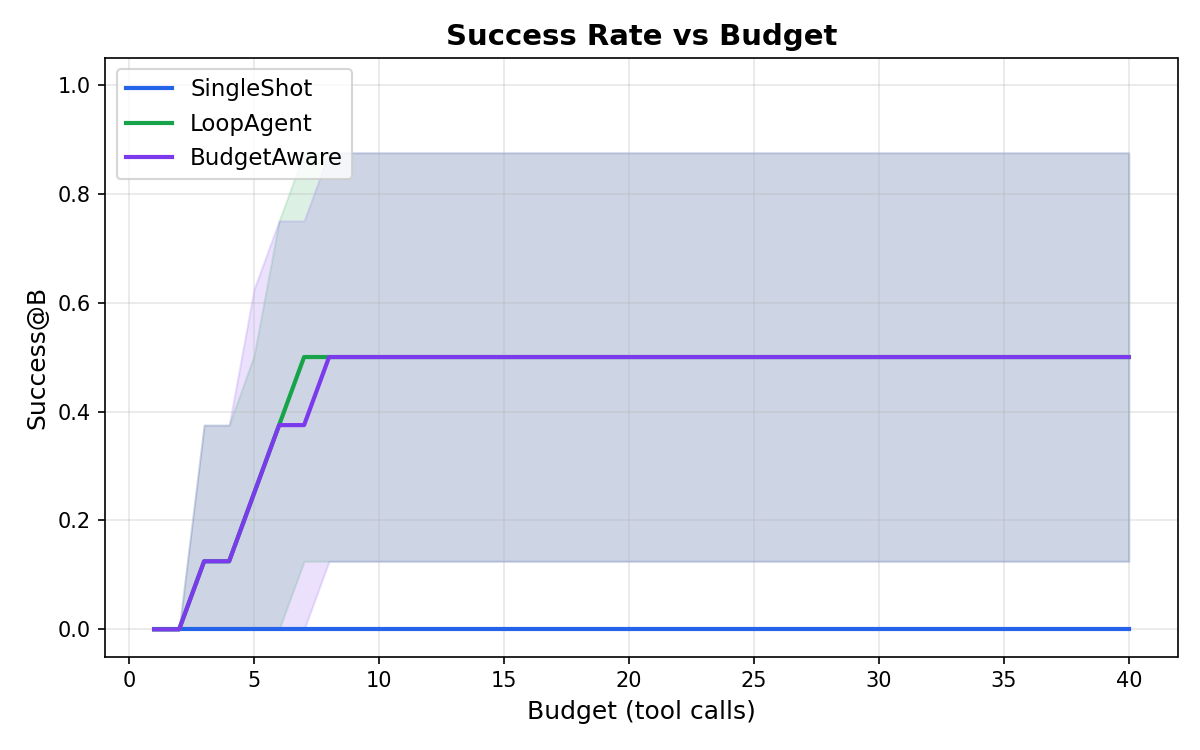 Success Rate vs Budget
SingleShot
LoopAgent
BudgetAware
Success@B
1.0
0.8
0.6
0.4
0.2
0.0
0 5 10 15 20 25 30 35 40
Budget (tool calls)